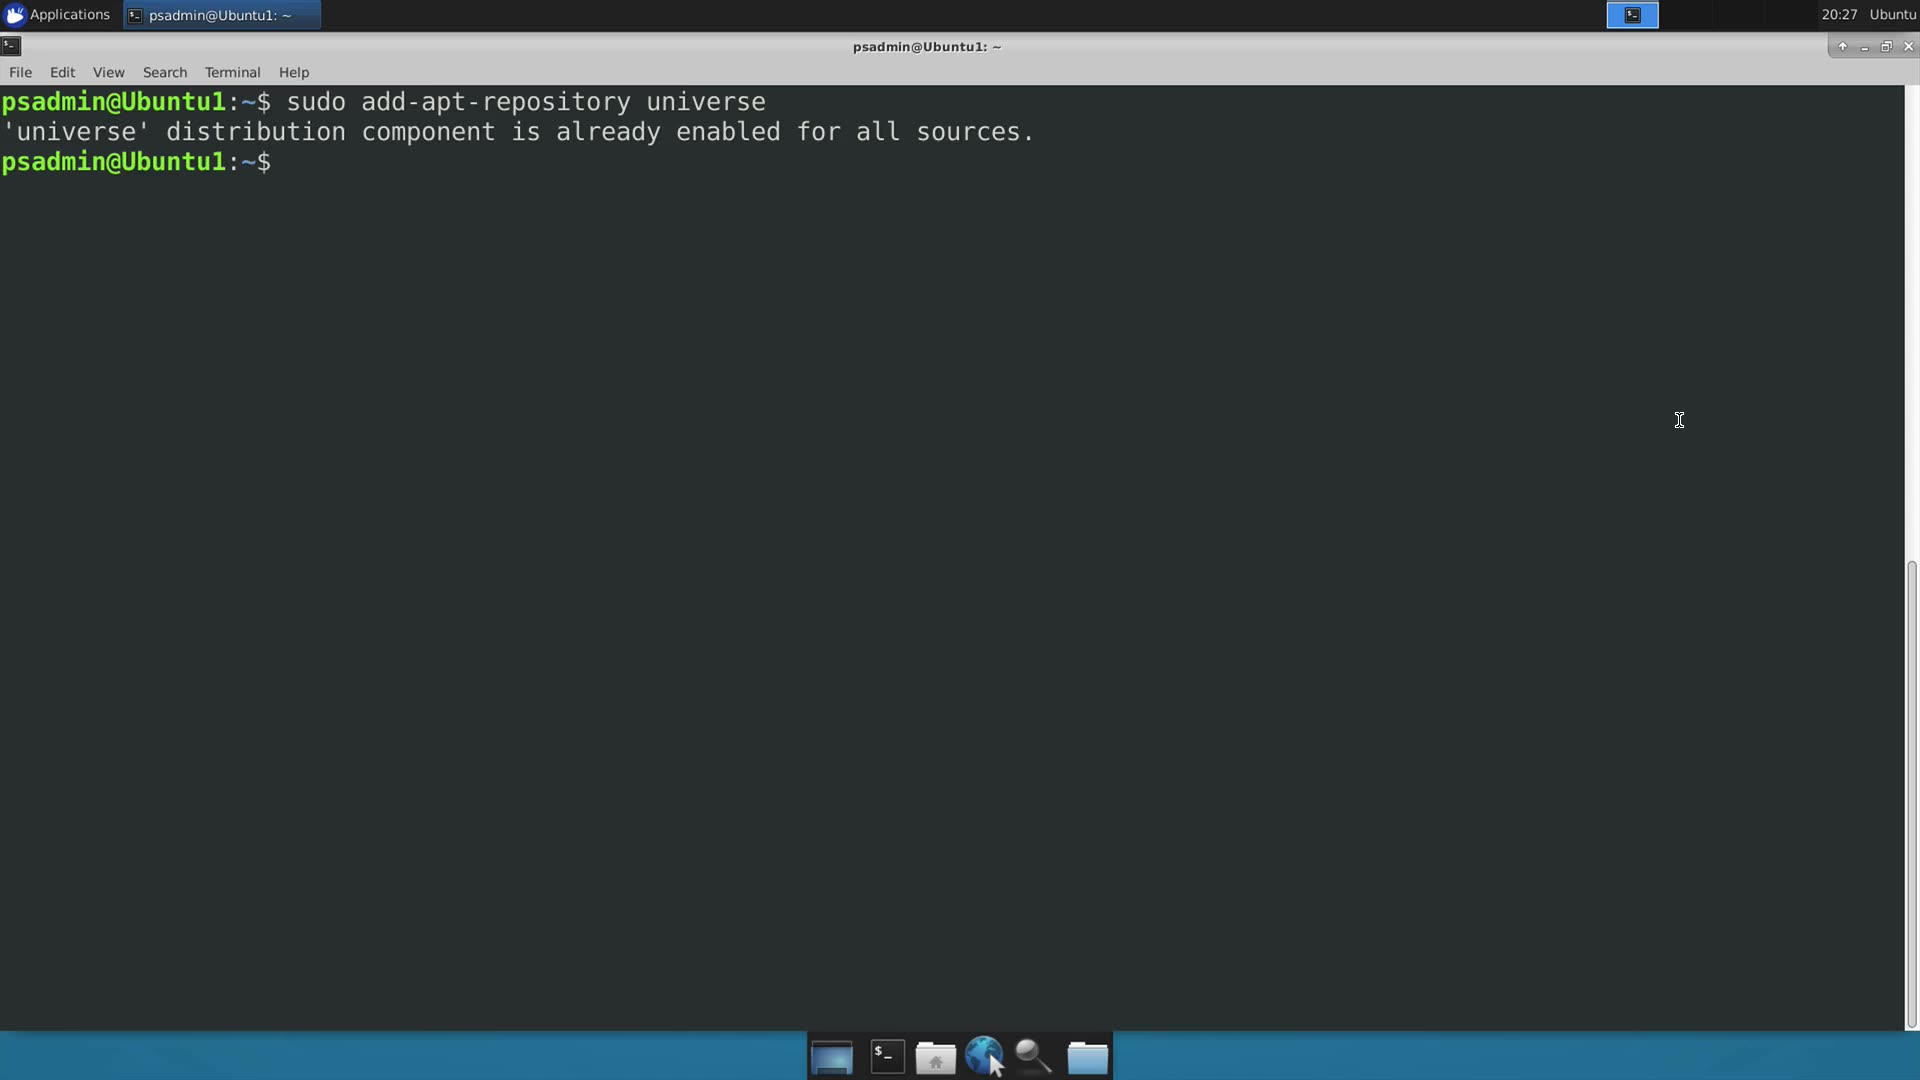 Applications psadmin@Ubuntu1: ~ 20:27 Ubuntu
psadmin@Ubuntu1: ~
File Edit View Search Terminal Help
psadmin@Ubuntu1:~$ sudo add-apt-repository universe
'universe' distribution component is already enabled for all sources.
psadmin@Ubuntu1:~$